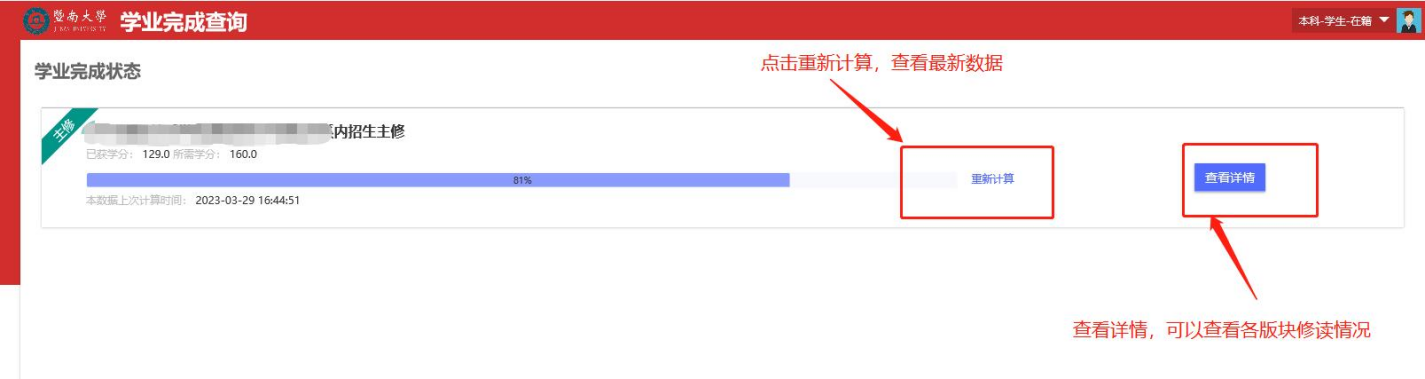 暨南大学 学业完成查询
本科-学生-在籍
学业完成状态
点击重新计算，查看最新数据
主修
内招生主修
已获学分： 129.0 所需学分： 160.0
81%
重新计算
查看详情
本数据上次计算时间： 2023-03-29 16:44:51
查看详情，可以查看各版块修读情况